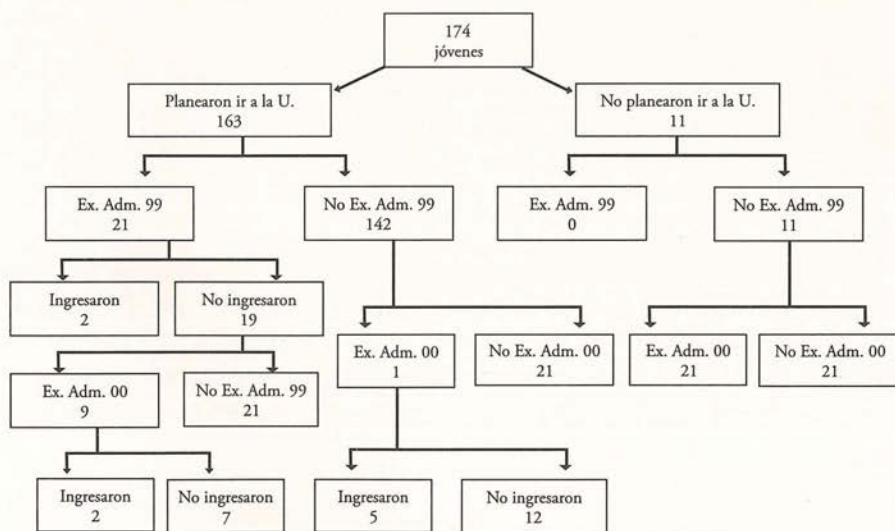 174
jóvenes
Planearon ir a la U.
163
No planearon ir a la U.
11
Ex. Adm. 99
21
No Ex. Adm. 99
142
Ex. Adm. 99
0
No Ex. Adm. 99
11
Ingresaron
2
No ingresaron
19
Ex. Adm. 00
1
No Ex. Adm. 00
21
Ex. Adm. 00
21
No Ex. Adm. 00
21
Ex. Adm. 00
9
No Ex. Adm. 99
21
Ingresaron
2
No ingresaron
7
Ingresaron
5
No ingresaron
12